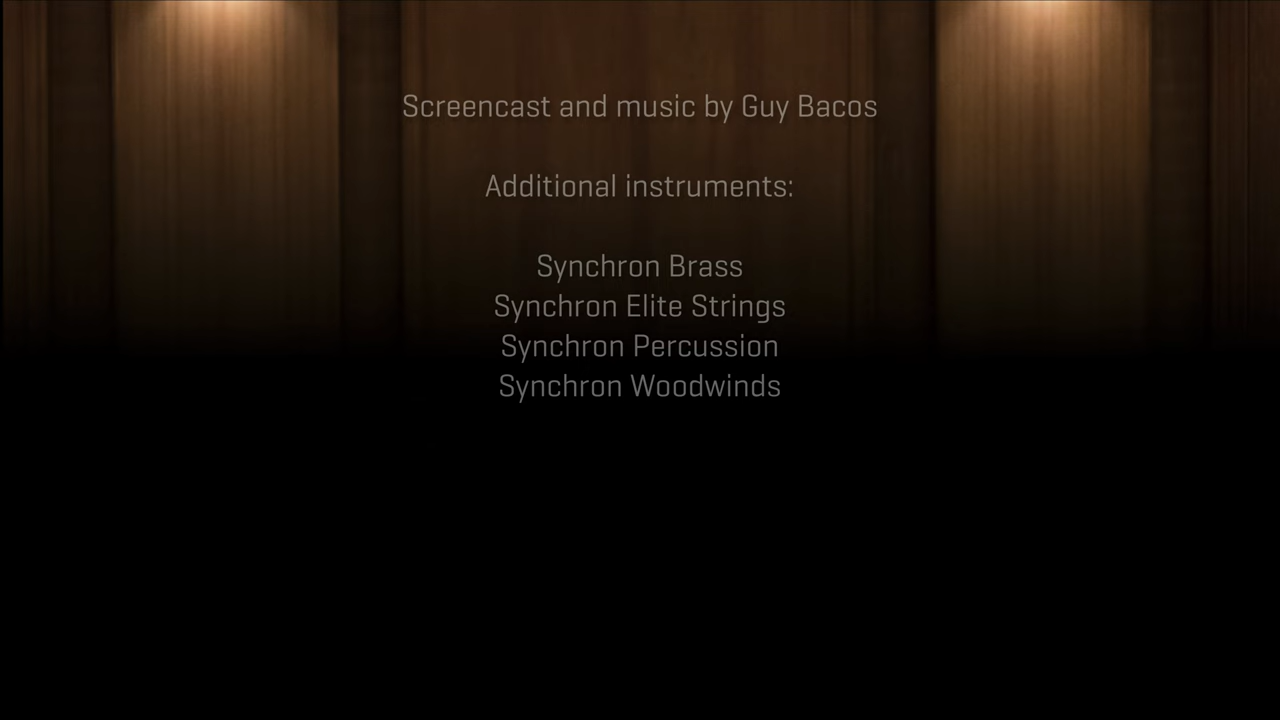 Screencast and music by Guy Bacos
Additional instruments:
Synchron Brass
Synchron Elite Strings
Synchron Percussion
Synchron Woodwinds